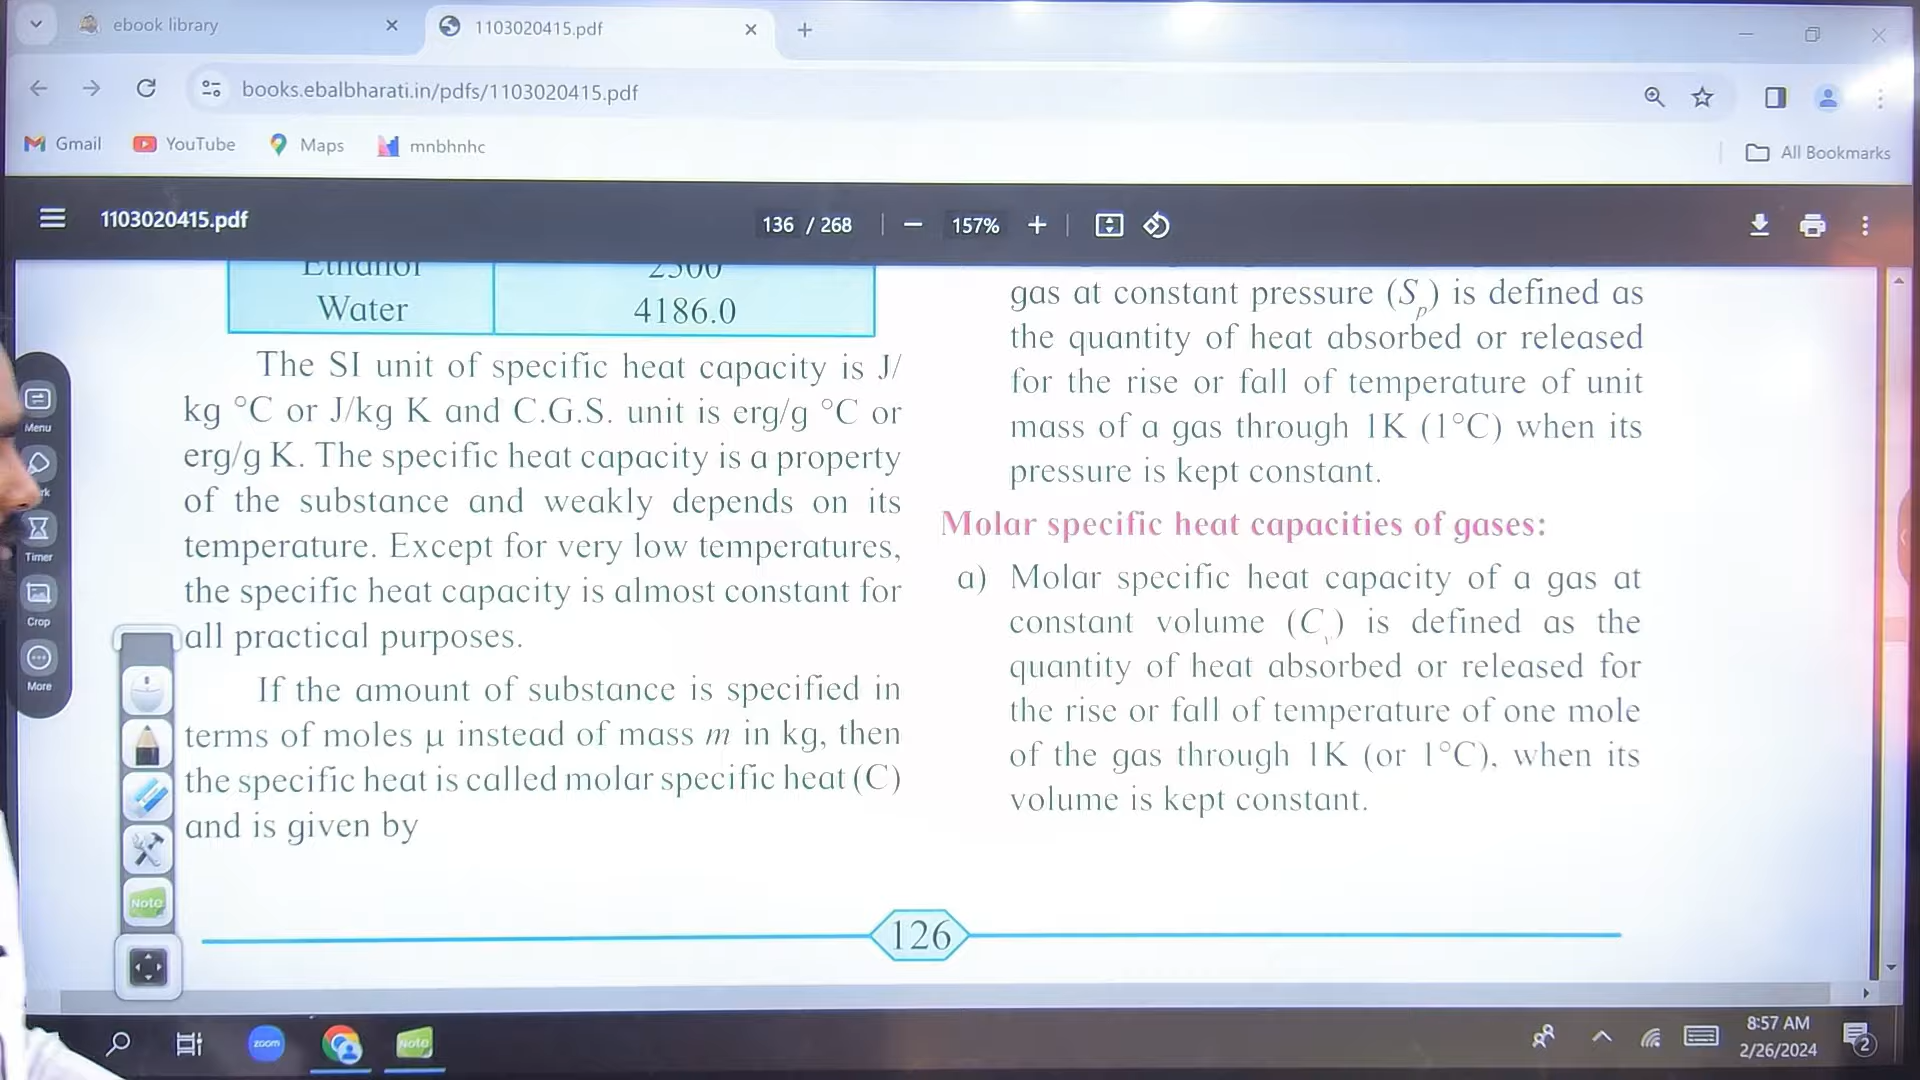 ebook library
1103020415.pdf
books.ebalbharati.in/pdfs/1103020415.pdf
Gmail
YouTube
Maps
mnbhnhc
All Bookmarks
1103020415.pdf
136 / 268
157%
Ethanol 2500
Water 4186.0
The SI unit of specific heat capacity is J/
kg °C or J/kg K and C.G.S. unit is erg/g °C or
erg/g K. The specific heat capacity is a property
of the substance and weakly depends on its
temperature. Except for very low temperatures,
the specific heat capacity is almost constant for
all practical purposes.
If the amount of substance is specified in
terms of moles μ instead of mass m in kg, then
the specific heat is called molar specific heat (C)
and is given by
gas at constant pressure (Sp) is defined as
the quantity of heat absorbed or released
for the rise or fall of temperature of unit
mass of a gas through 1K (1°C) when its
pressure is kept constant.
Molar specific heat capacities of gases:
a) Molar specific heat capacity of a gas at
constant volume (Cv) is defined as the
quantity of heat absorbed or released for
the rise or fall of temperature of one mole
of the gas through 1K (or 1°C), when its
volume is kept constant.
126
Menu
Timer
Crop
More
Note
zoom
Note
8:57 AM
2/26/2024
2